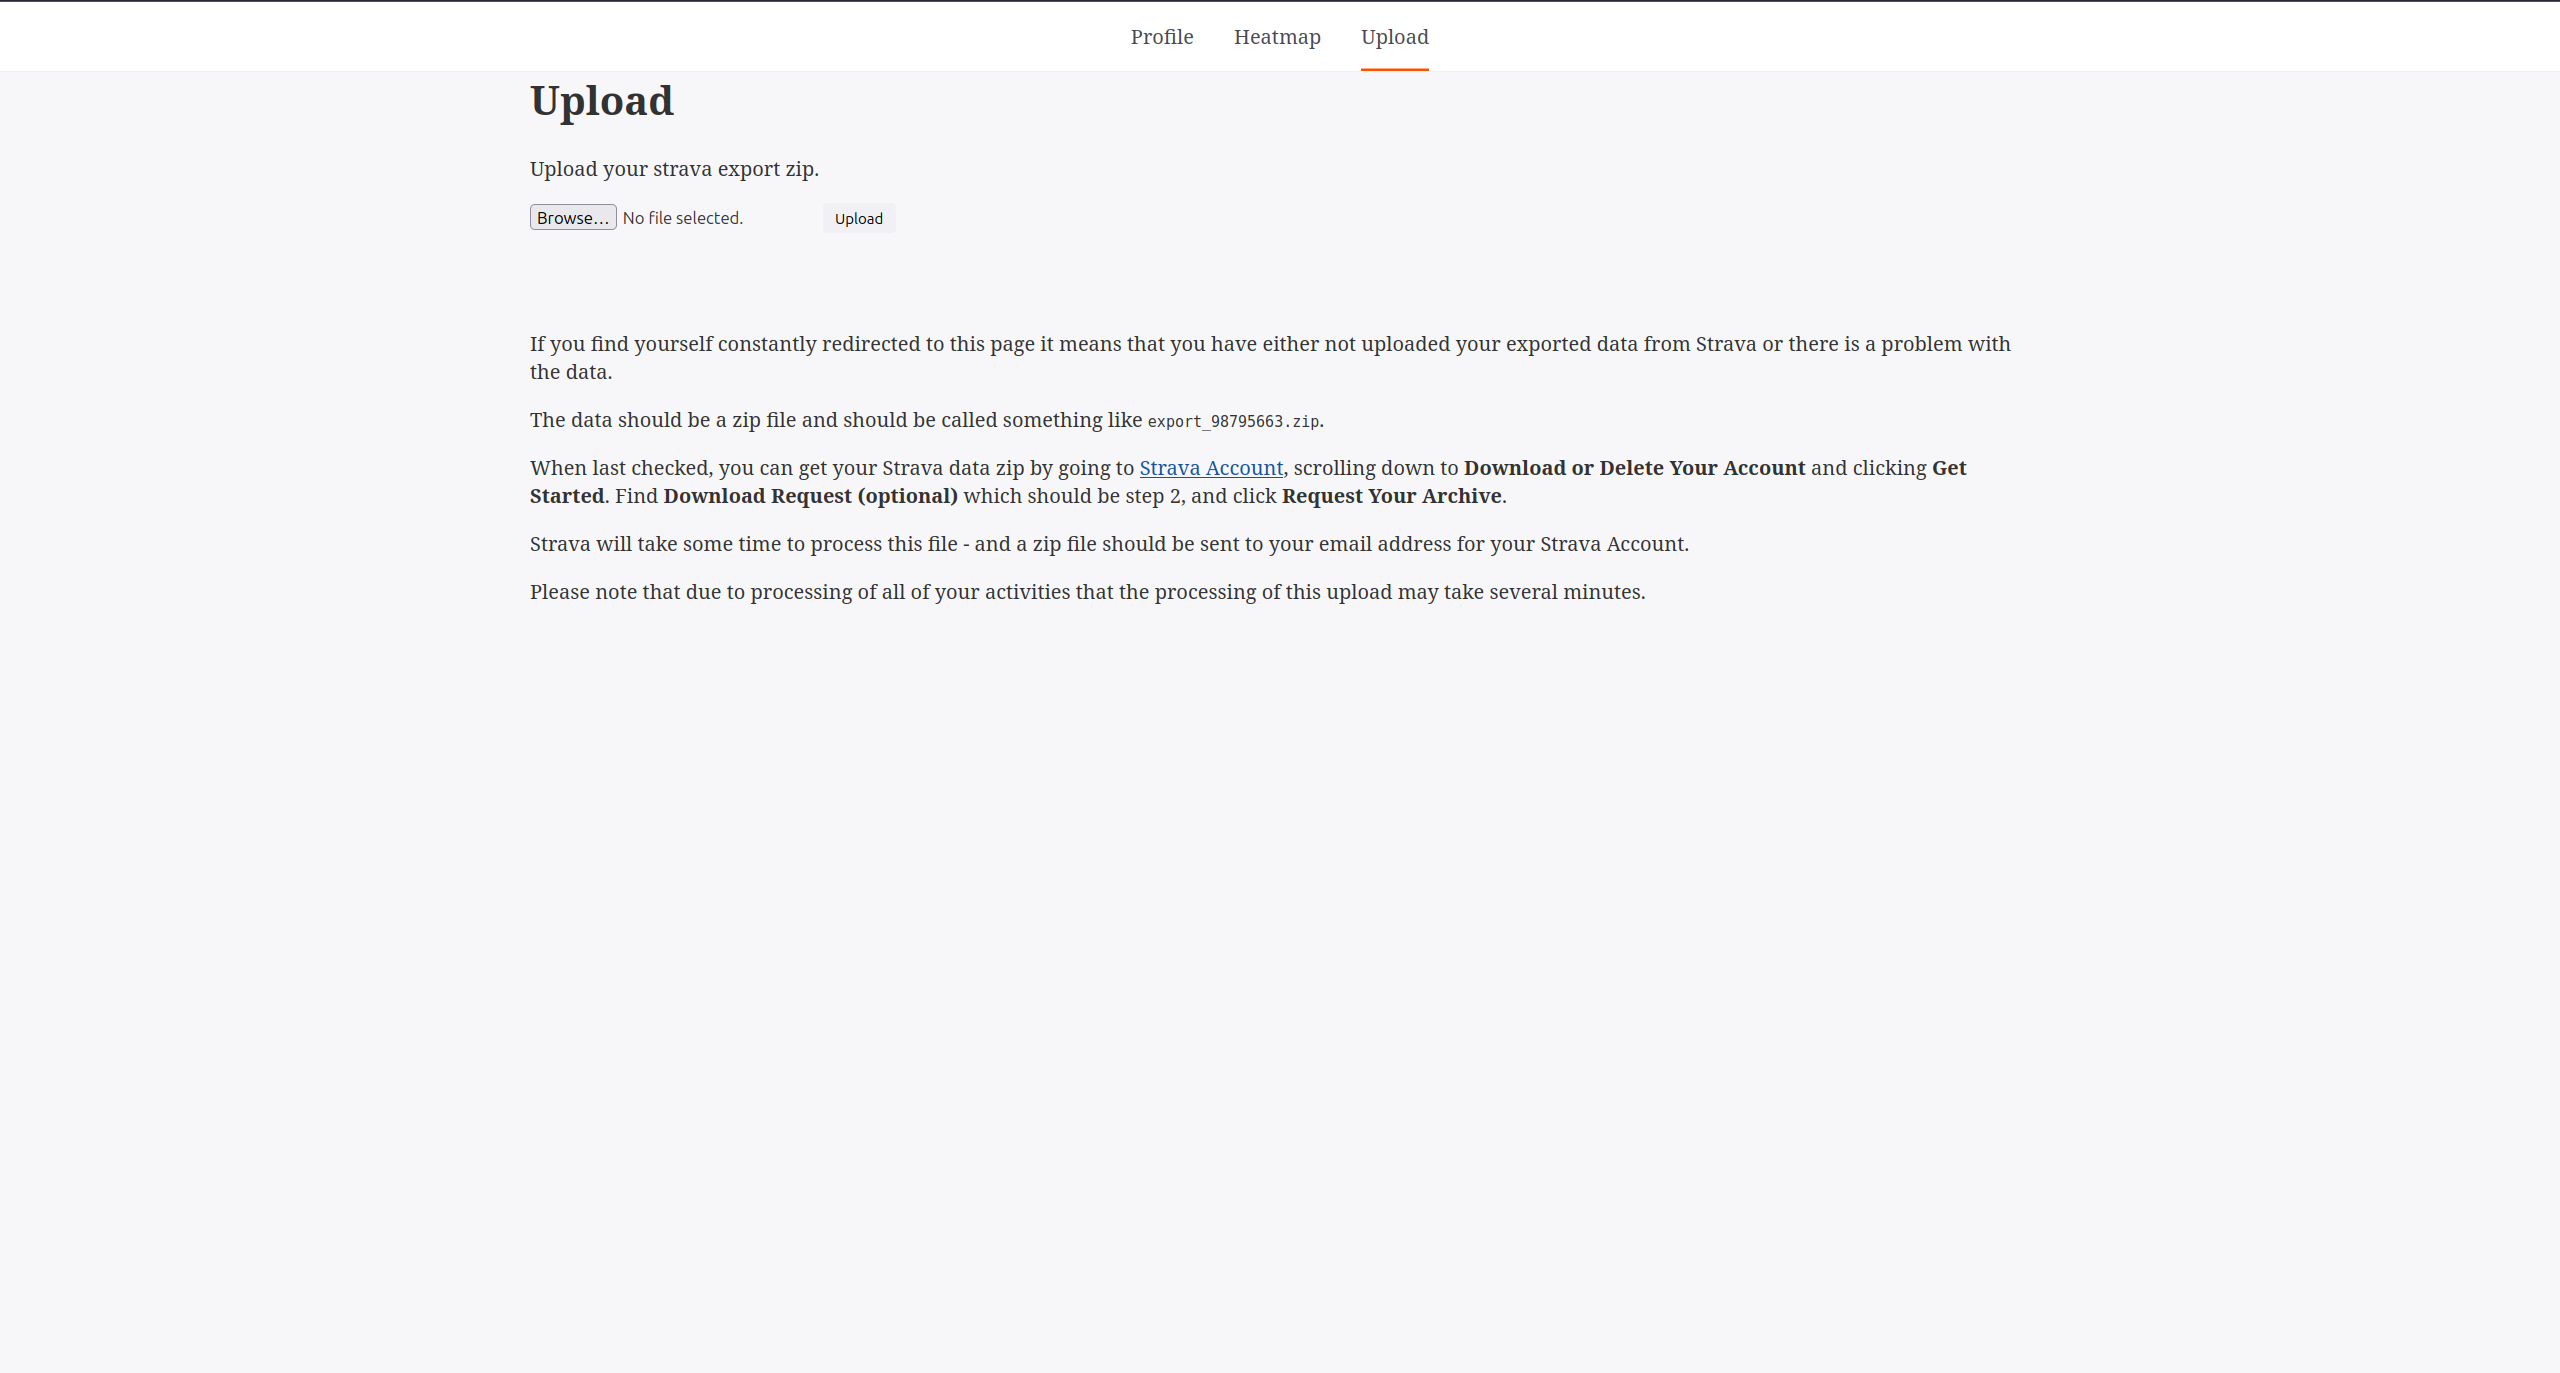 Profile Heatmap Upload
Upload
Upload your strava export zip.
Browse... No file selected. Upload
If you find yourself constantly redirected to this page it means that you have either not uploaded your exported data from Strava or there is a problem with
the data.
The data should be a zip file and should be called something like export_98795663.zip.
When last checked, you can get your Strava data zip by going to Strava Account, scrolling down to Download or Delete Your Account and clicking Get
Started. Find Download Request (optional) which should be step 2, and click Request Your Archive.
Strava will take some time to process this file - and a zip file should be sent to your email address for your Strava Account.
Please note that due to processing of all of your activities that the processing of this upload may take several minutes.